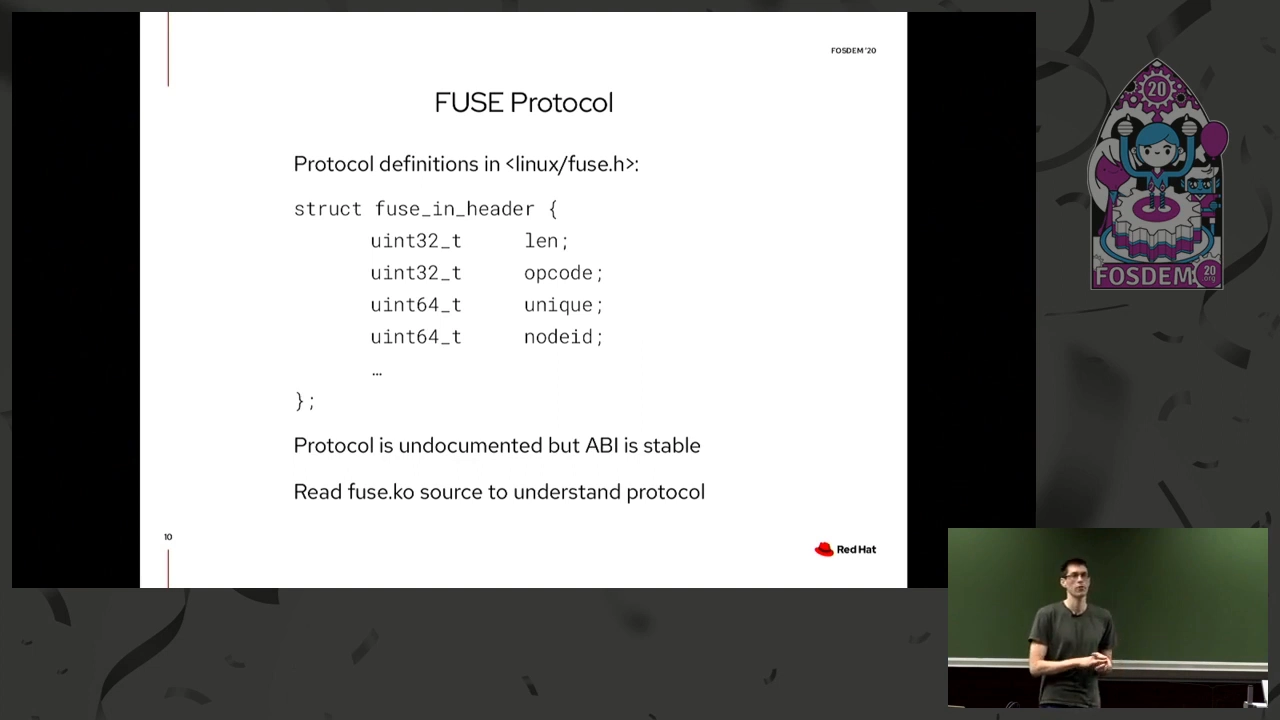 FOSDEM '20
FUSE Protocol
Protocol definitions in <linux/fuse.h>:
struct fuse_in_header {
uint32_t len;
uint32_t opcode;
uint64_t unique;
uint64_t nodeid;
…
};
Protocol is undocumented but ABI is stable
Read fuse.ko source to understand protocol
10
Red Hat
20
FOSDEM
20
.org